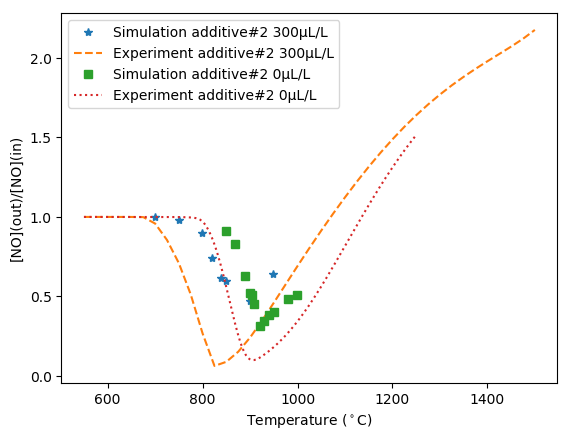 Simulation additive#2 300μL/L
Experiment additive#2 300μL/L
Simulation additive#2 0μL/L
Experiment additive#2 0μL/L
[NO](out)/[NO](in)
2.0
1.5
1.0
0.5
0.0
600 800 1000 1200 1400
Temperature (°C)